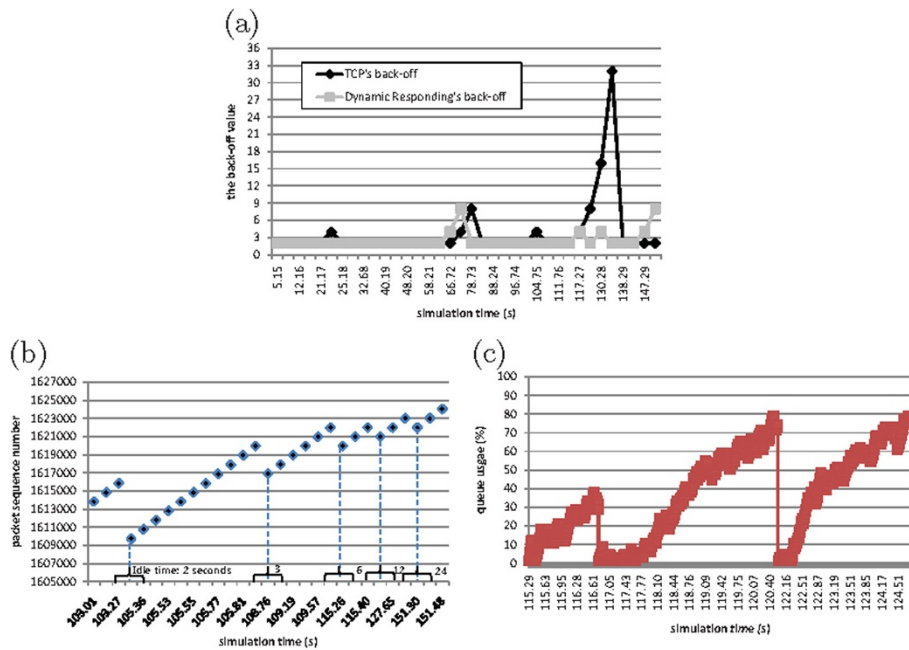 (a)
36
33
30
27
24
21
18
15
12
9
6
3
0
the back-off value
TCP's back-off
Dynamic Responding's back-off
5.15 12.16 21.17 25.18 32.68 40.19 48.20 58.21 66.72 78.73 88.24 96.74 104.75 111.76 117.27 130.28 138.29 147.29
simulation time (s)
(b)
1627000
1625000
1623000
1621000
1619000
1617000
1615000
1613000
1611000
1609000
1607000
1605000
packet sequence number
Idle time: 2 seconds 3 6 12 24
103.27 105.36 105.53 105.55 105.77 105.81 108.76 109.19 109.57 115.26 115.40 127.65 151.30 151.48
simulation time (s)
(c)
100
90
80
70
60
50
40
30
20
10
0
queue usgae (%)
115.29 115.63 115.95 116.28 116.61 117.05 117.49 117.77 118.10 118.44 118.76 119.09 119.42 119.75 120.07 120.40 122.16 122.51 122.87 123.19 123.51 123.85 124.17 124.51
simulation time (s)